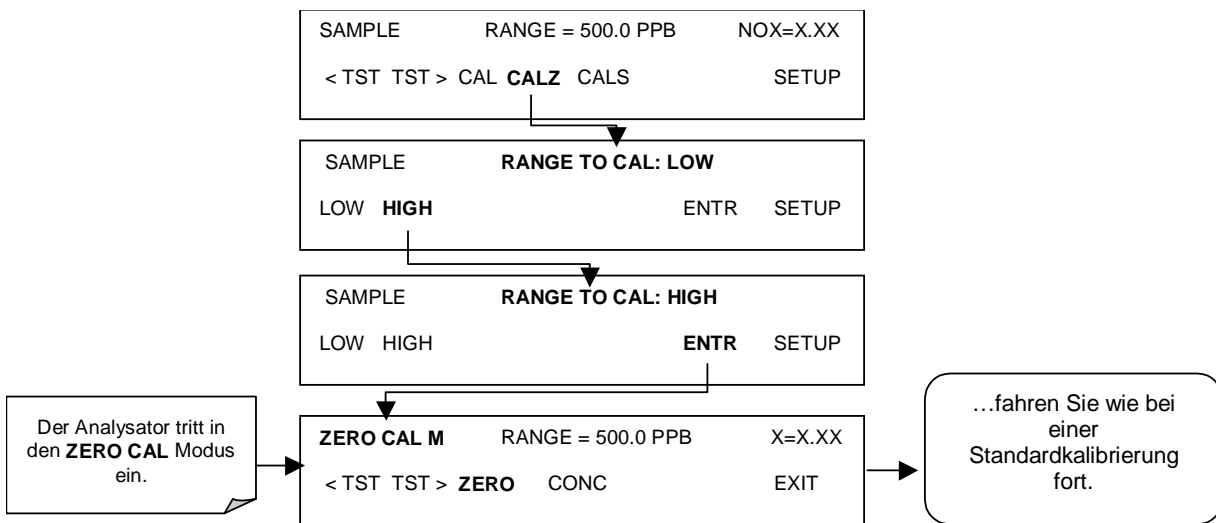 SAMPLE RANGE = 500.0 PPB NOX=X.XX
< TST TST > CAL CALZ CALS SETUP
SAMPLE RANGE TO CAL: LOW
LOW HIGH ENTR SETUP
SAMPLE RANGE TO CAL: HIGH
LOW HIGH ENTR SETUP
Der Analysator tritt in
den ZERO CAL Modus
ein.
ZERO CAL M RANGE = 500.0 PPB X=X.XX
< TST TST > ZERO CONC EXIT
…fahren Sie wie bei
einer
Standardkalibrierung
fort.